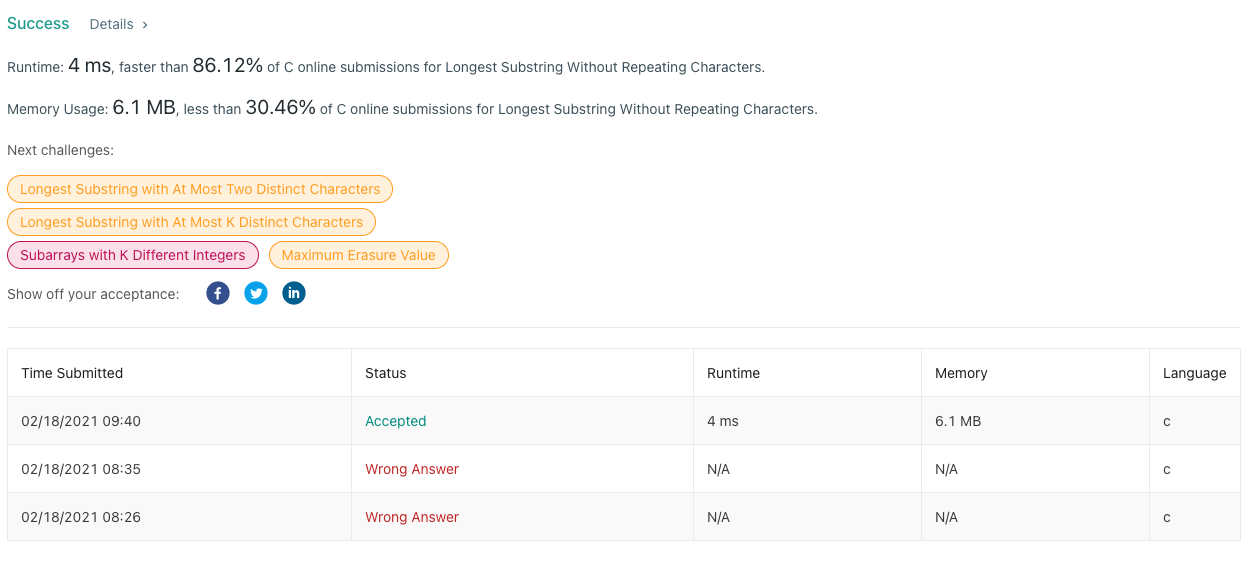 Success Details >
Runtime: 4 ms, faster than 86.12% of C online submissions for Longest Substring Without Repeating Characters.
Memory Usage: 6.1 MB, less than 30.46% of C online submissions for Longest Substring Without Repeating Characters.
Next challenges:
Longest Substring with At Most Two Distinct Characters
Longest Substring with At Most K Distinct Characters
Subarrays with K Different Integers Maximum Erasure Value
Show off your acceptance: f in
Time Submitted Status Runtime Memory Language
02/18/2021 09:40 Accepted 4 ms 6.1 MB c
02/18/2021 08:35 Wrong Answer N/A N/A c
02/18/2021 08:26 Wrong Answer N/A N/A c